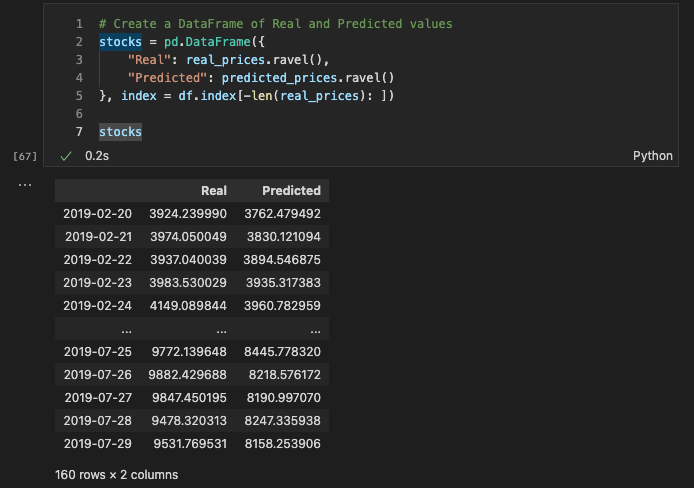 1 # Create a DataFrame of Real and Predicted values
2 stocks = pd.DataFrame({
3 "Real": real_prices.ravel(),
4 "Predicted": predicted_prices.ravel()
5 }, index = df.index[-len(real_prices): ])
6
7 stocks
[67] ✓ 0.2s Python
...
Real Predicted
2019-02-20 3924.239990 3762.479492
2019-02-21 3974.050049 3830.121094
2019-02-22 3937.040039 3894.546875
2019-02-23 3983.530029 3935.317383
2019-02-24 4149.089844 3960.782959
... ... ...
2019-07-25 9772.139648 8445.778320
2019-07-26 9882.429688 8218.576172
2019-07-27 9847.450195 8190.997070
2019-07-28 9478.320313 8247.335938
2019-07-29 9531.769531 8158.253906
160 rows × 2 columns